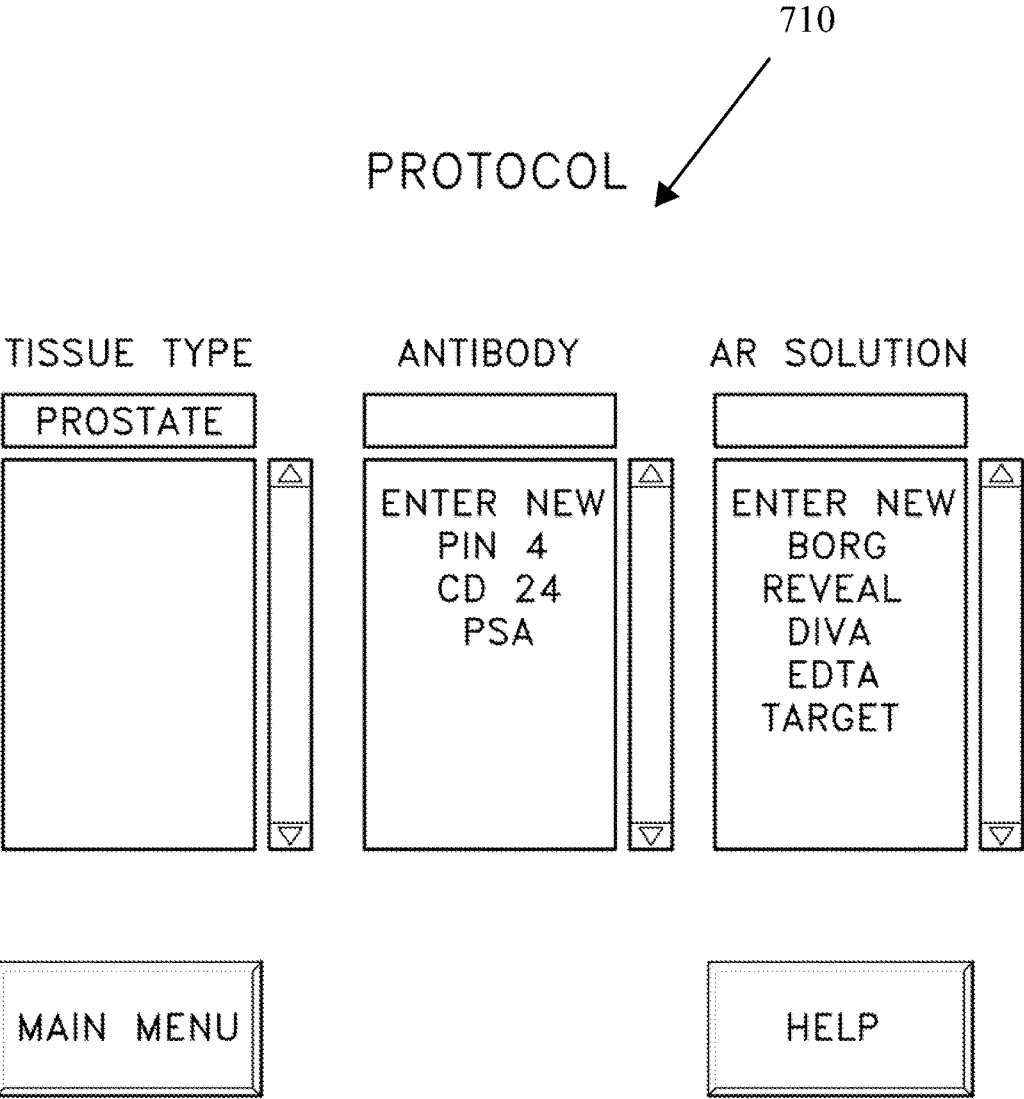 710
PROTOCOL
TISSUE TYPE
PROSTATE
ANTIBODY
ENTER NEW
PIN 4
CD 24
PSA
AR SOLUTION
ENTER NEW
BORG
REVEAL
DIVA
EDTA
TARGET
MAIN MENU
HELP